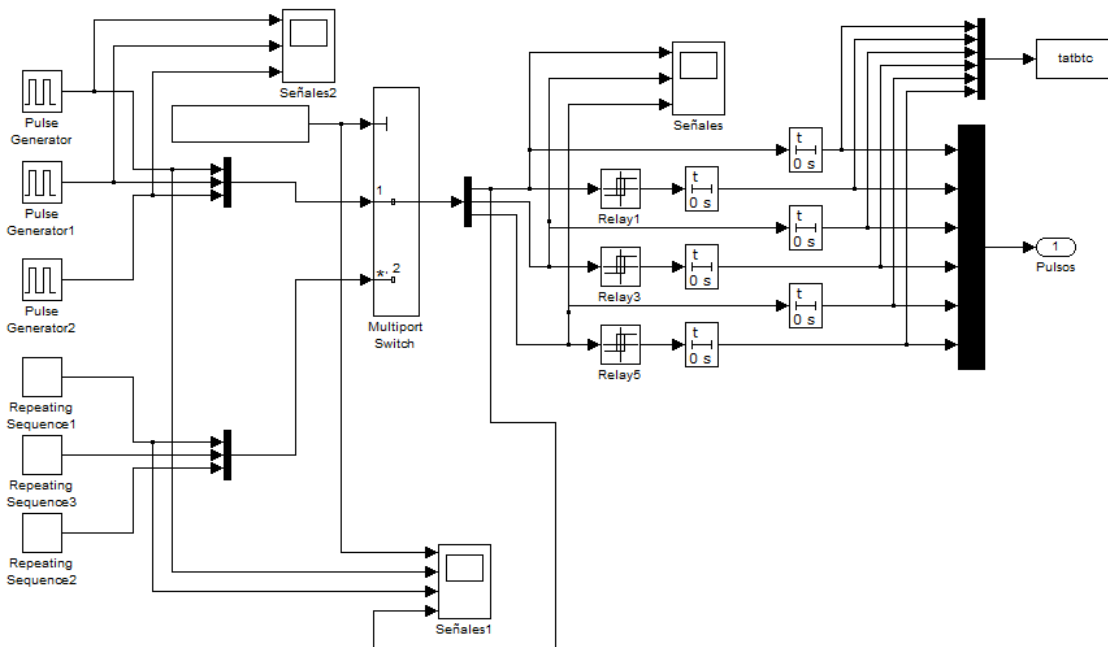 Señales2
Pulse
Generator
Pulse
Generator1
Pulse
Generator2
Repeating
Sequence1
Repeating
Sequence3
Repeating
Sequence2
1
*, 2
Multiport
Switch
Señales
Señales1
t
0 s
Relay1
t
0 s
t
0 s
Relay3
t
0 s
t
0 s
Relay5
t
0 s
tatbtc
1
Pulsos